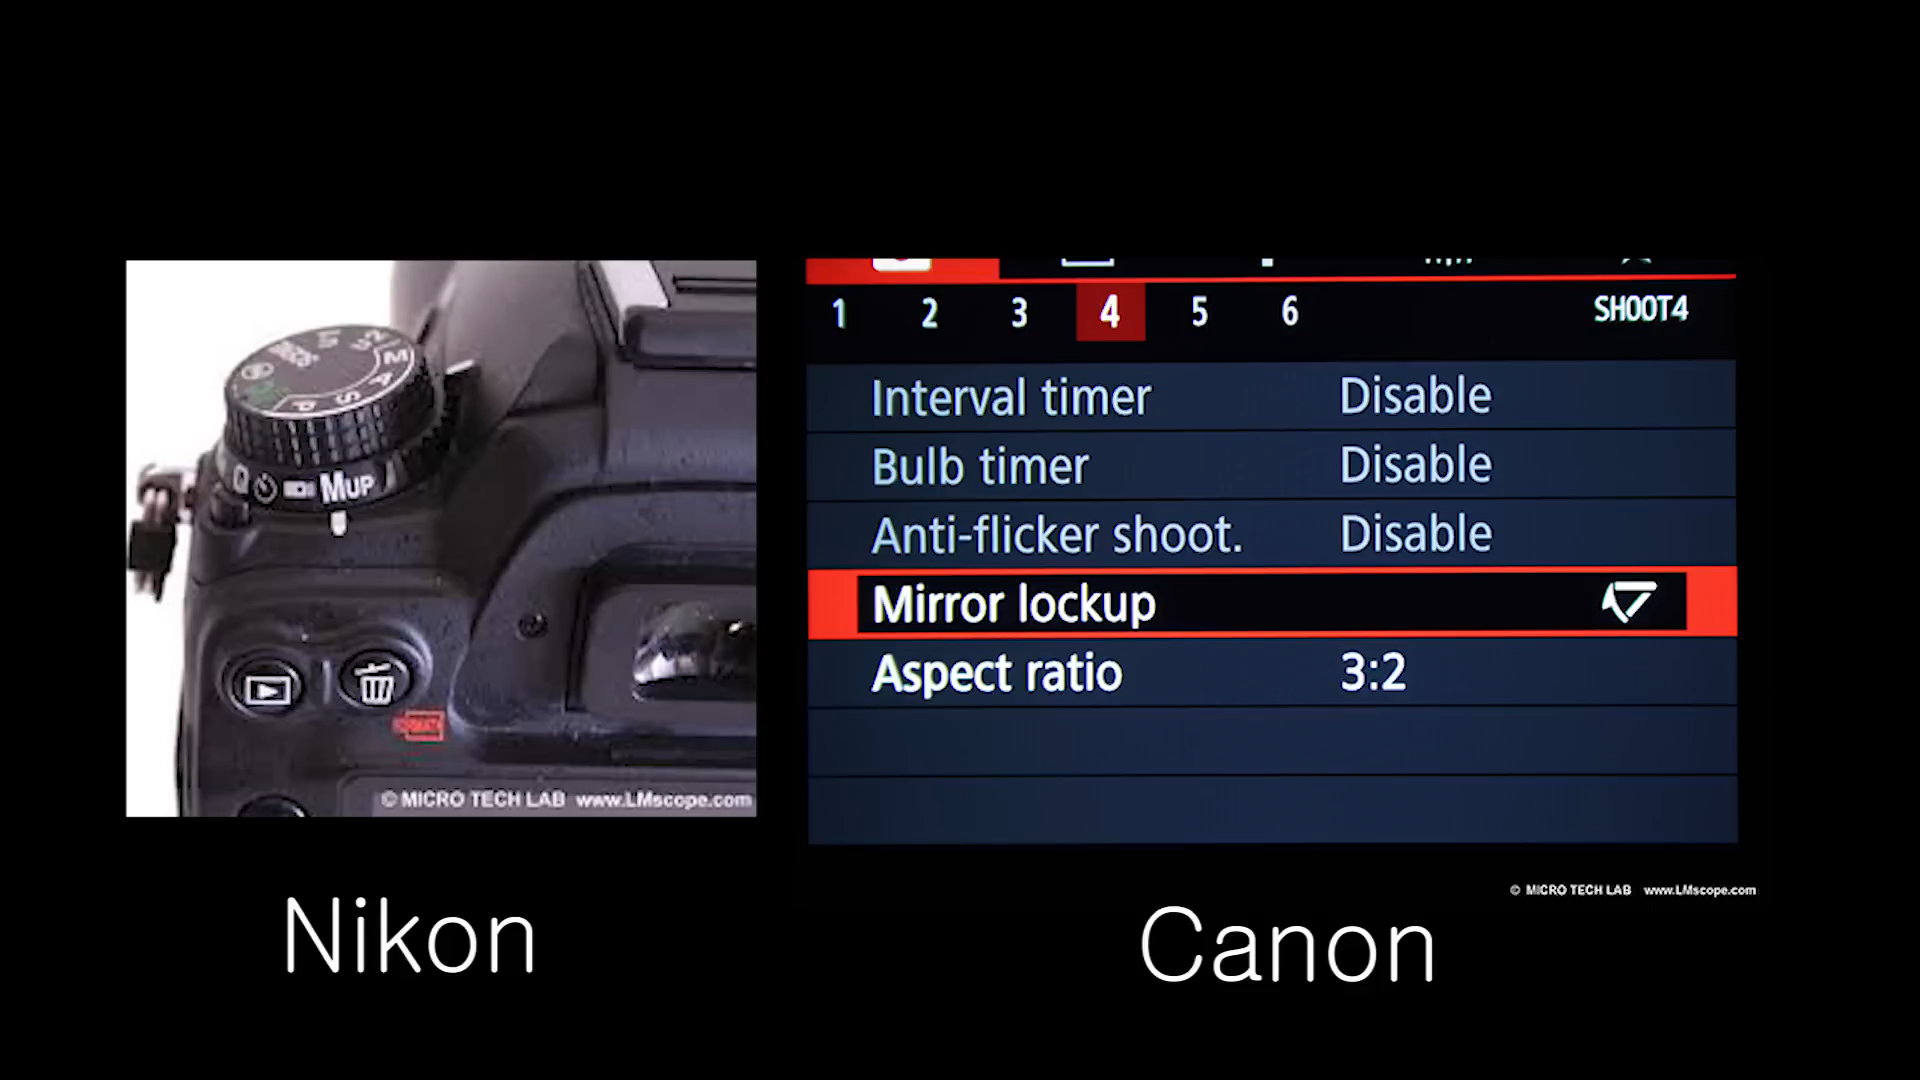 1 2 3 4 5 6 SHOOT4
Interval timer Disable
Bulb timer Disable
Anti-flicker shoot. Disable
Mirror lockup
Aspect ratio 3:2
U2
M
A
S
P
Q MUP
© MICRO TECH LAB www.LMscope.com
© MICRO TECH LAB www.LMscope.com
Nikon
Canon